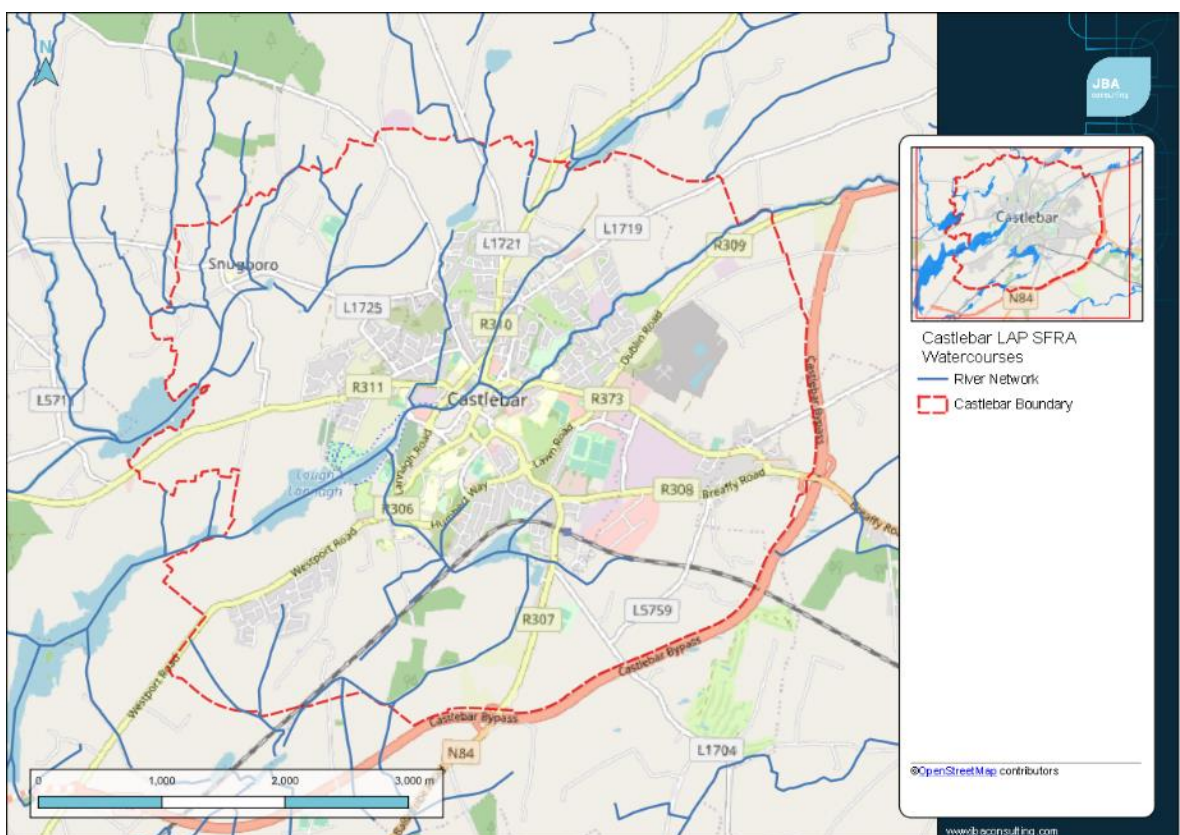 N
JBA
consulting
L1721
L1719
R309
Snugboro
L1725
R310
Dublin Road
Castlebar Bypass
L571
R311
Castlebar
R373
Lannagh Road
Lawn Road
Lough
Lannagh
R308
Breaffy Road
R306
Humbert Way
Breaffy Ro
Westport Road
L5759
R307
Castlebar Bypass
Westport Road
Castlebar Bypass
N84
L1704
0 1,000 2,000 3,000 m
Castlebar
N84
Castlebar LAP SFRA
Watercourses
River Network
Castlebar Boundary
©OpenStreetMap contributors
www.jbaconsulting.com